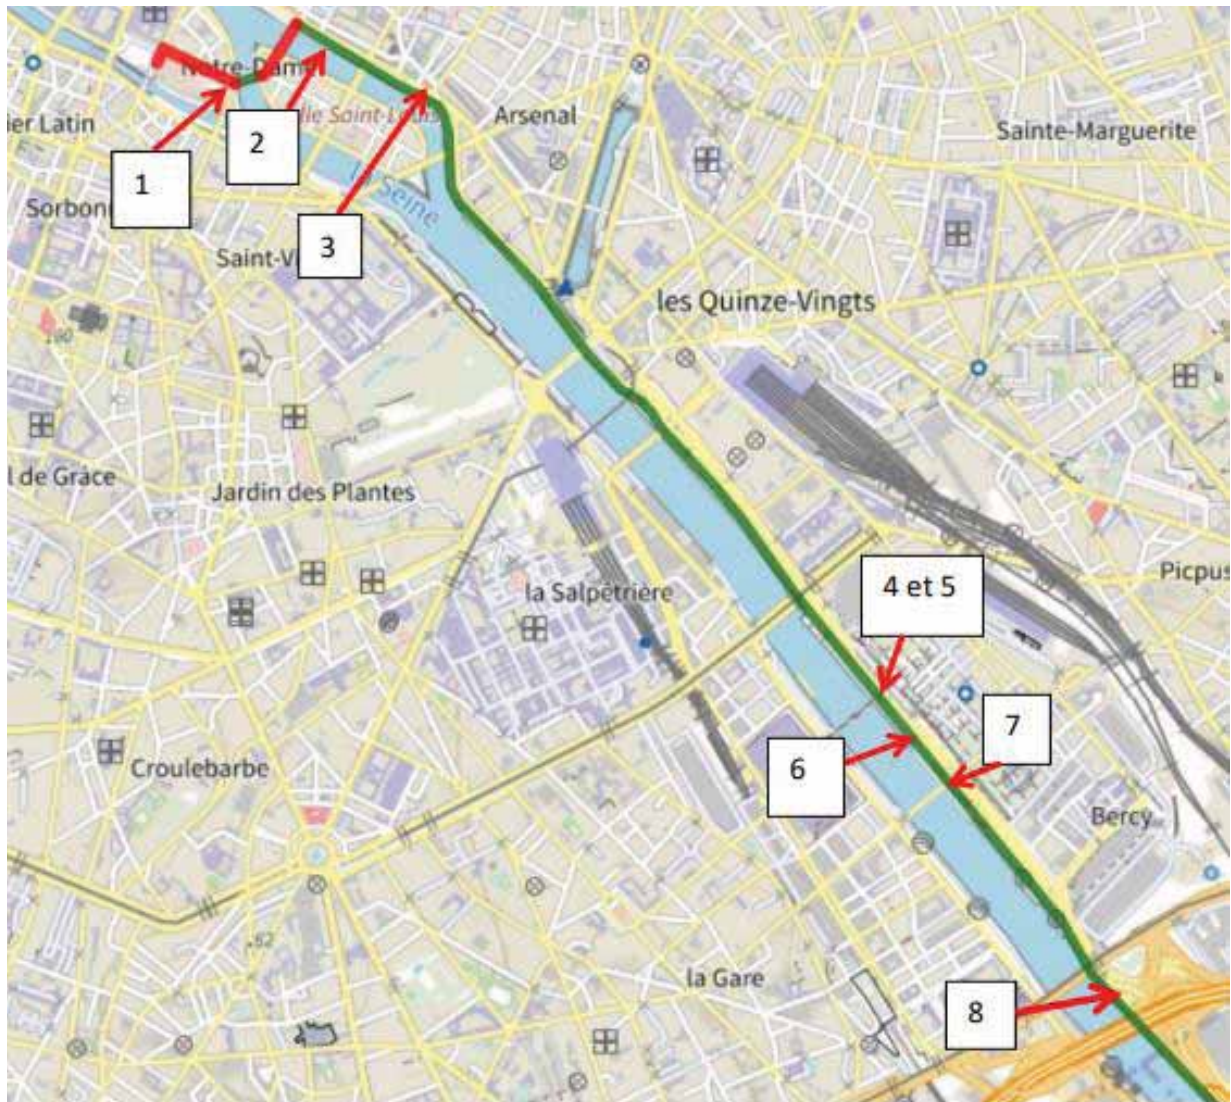 Notre-Dame
ier Latin
Ile Saint-Louis
Arsenal
Sainte-Marguerite
1
2
3
Sorbon
Saint-Vi
la Seine
les Quinze-Vingts
l de Grâce
Jardin des Plantes
la Salpêtrière
4 et 5
Picpus
6
7
Croulebarbe
Bercy
la Gare
8